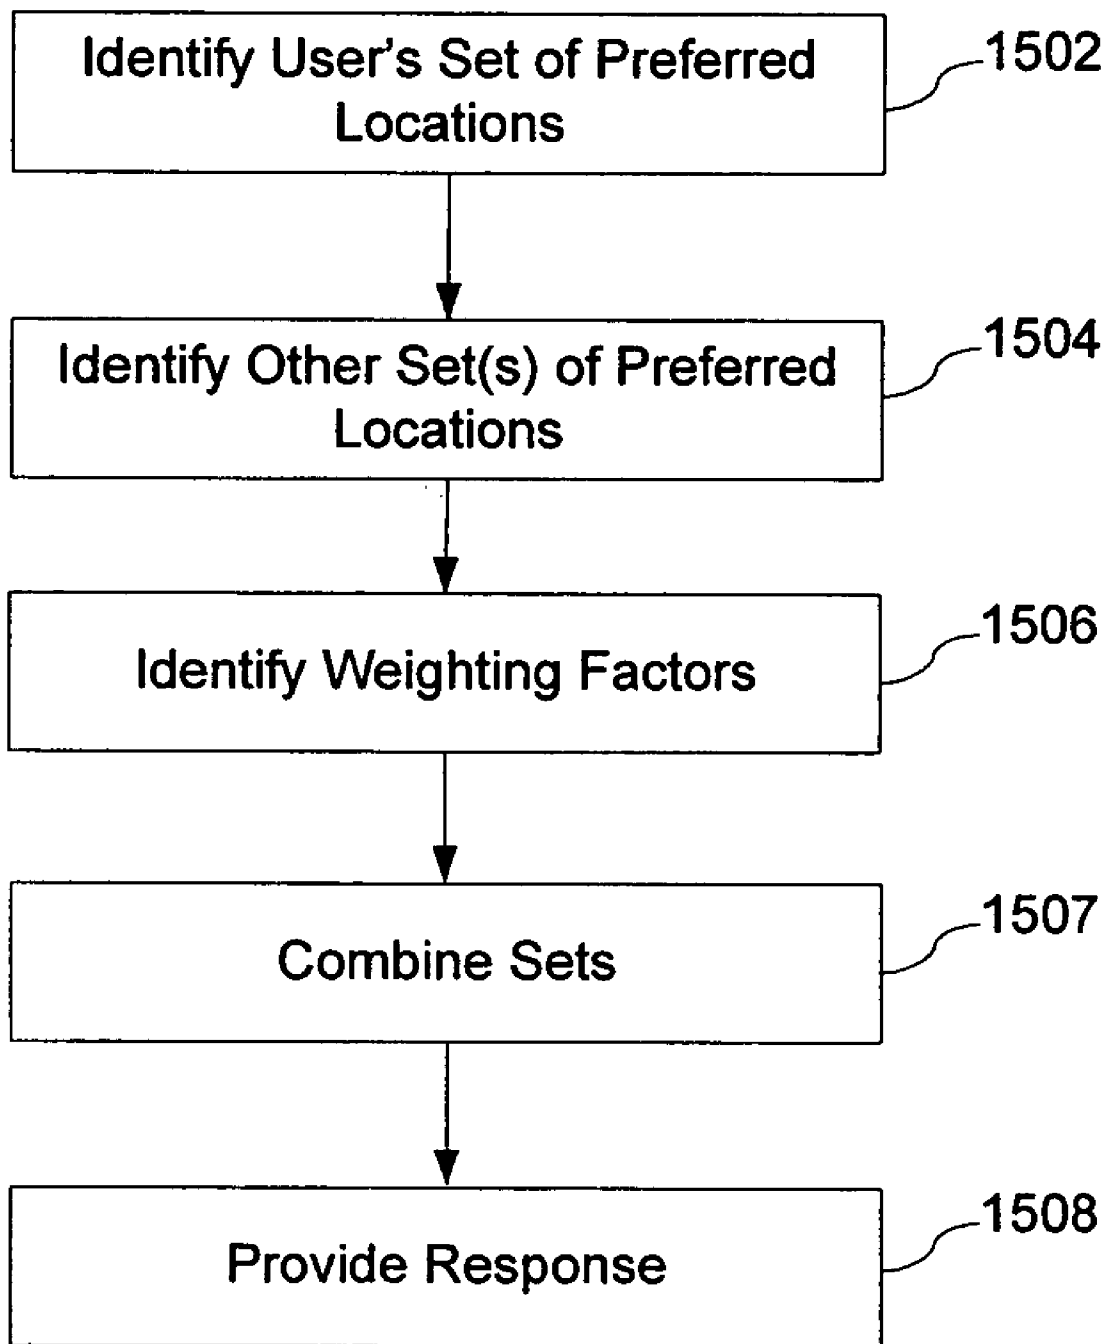 Identify User's Set of Preferred
Locations
1502
Identify Other Set(s) of Preferred
Locations
1504
Identify Weighting Factors
1506
Combine Sets
1507
Provide Response
1508